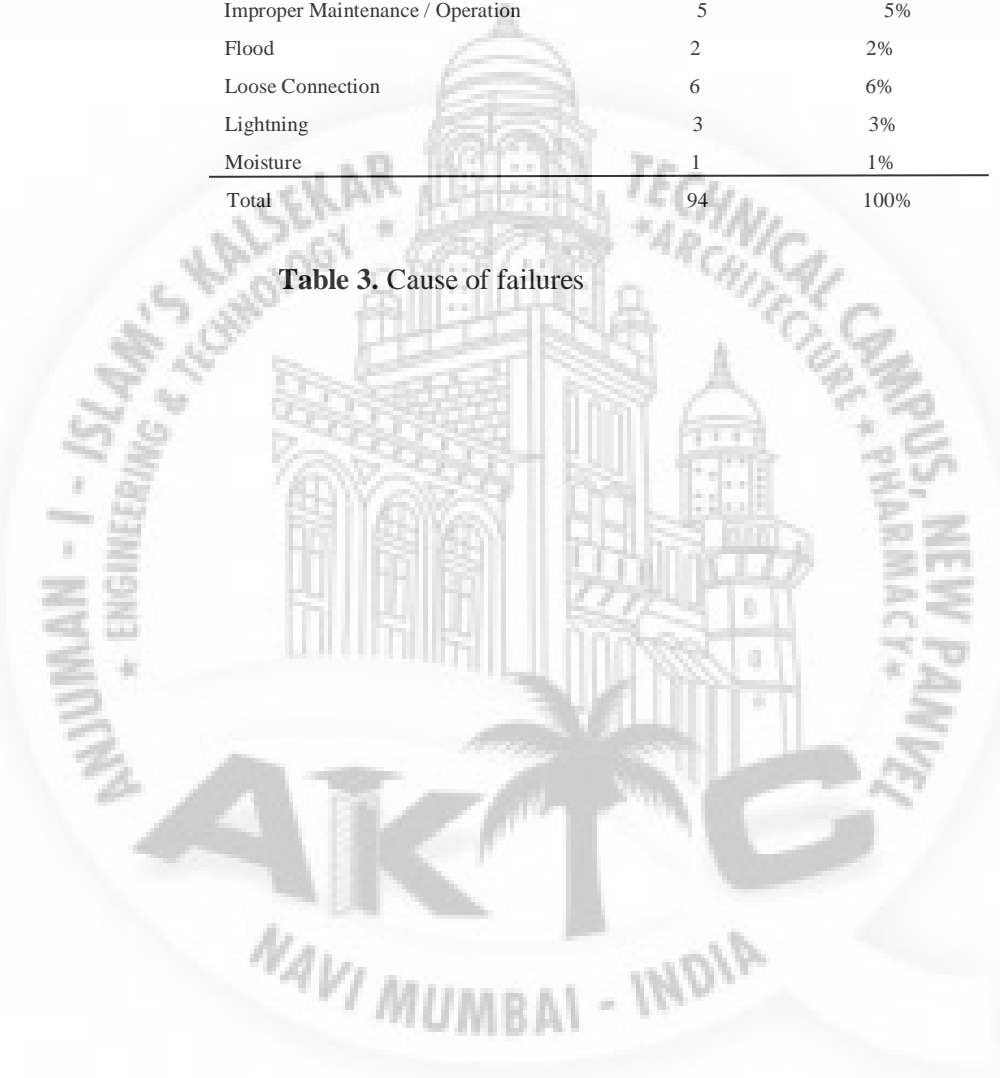 Improper Maintenance / Operation 5 5%
Flood 2 2%
Loose Connection 6 6%
Lightning 3 3%
Moisture 1 1%
Total 94 100%
Table 3. Cause of failures
ANJUMAN - I - ISLAM'S KALSEKAR TECHNICAL CAMPUS, NEW PANVEL
* ENGINEERING & TECHNOLOGY * *ARCHITECTURE * PHARMACY*
AKTC
NAVI MUMBAI - INDIA